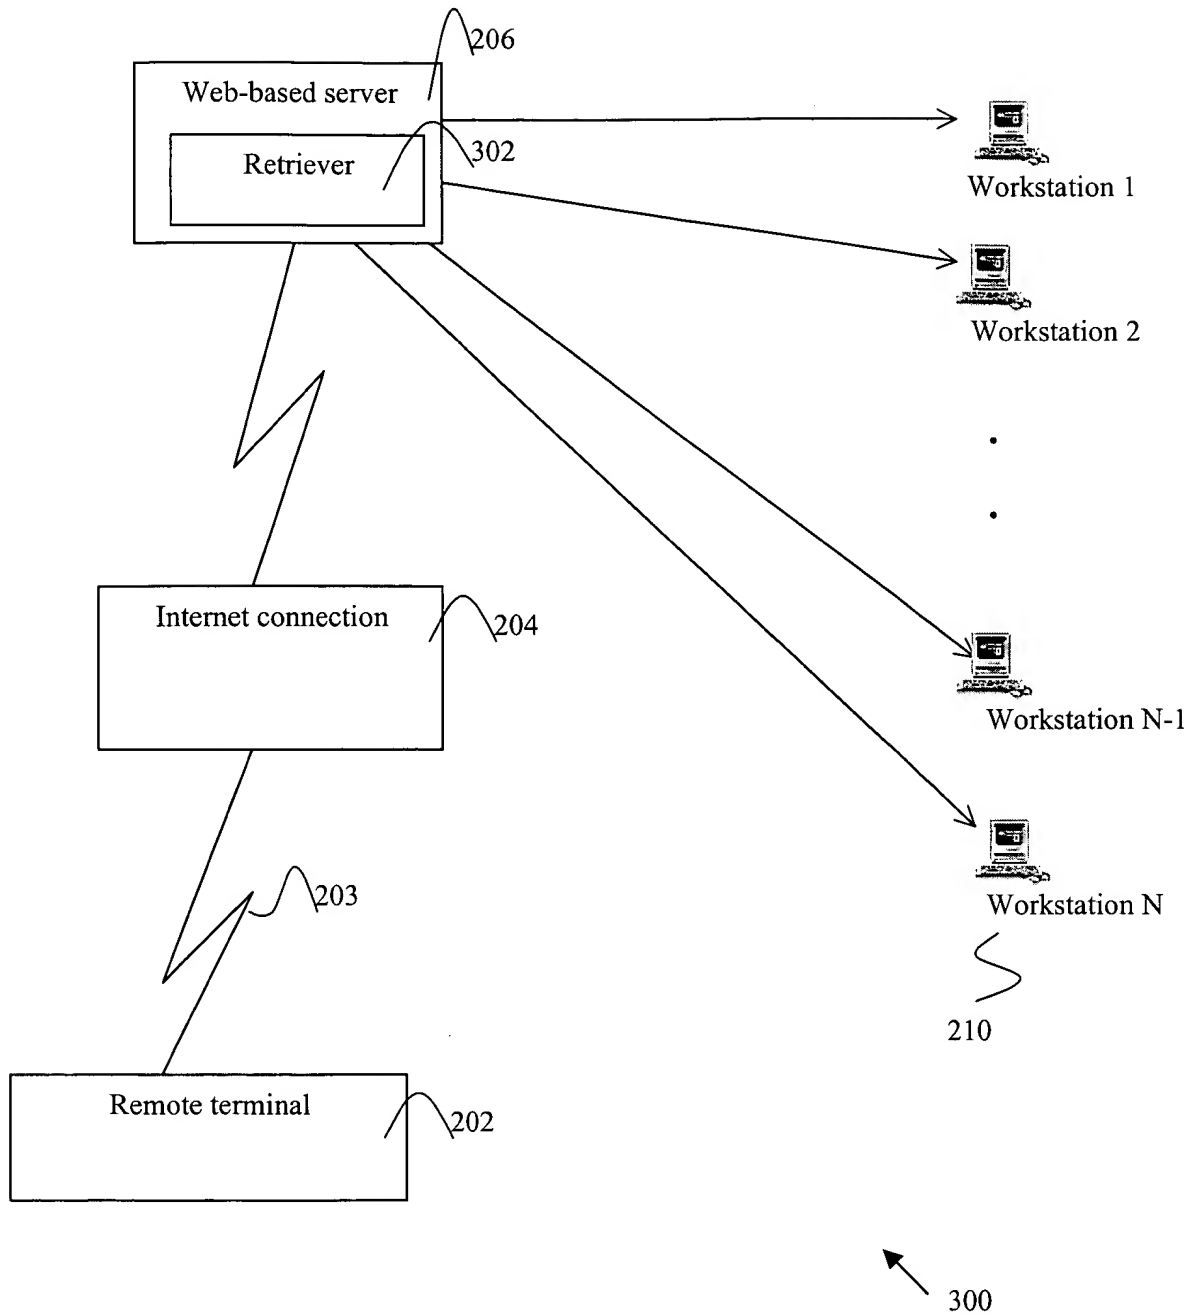 206
Web-based server
Retriever
302
Workstation 1
Workstation 2
Internet connection
204
Workstation N-1
203
Workstation N
210
Remote terminal
202
300